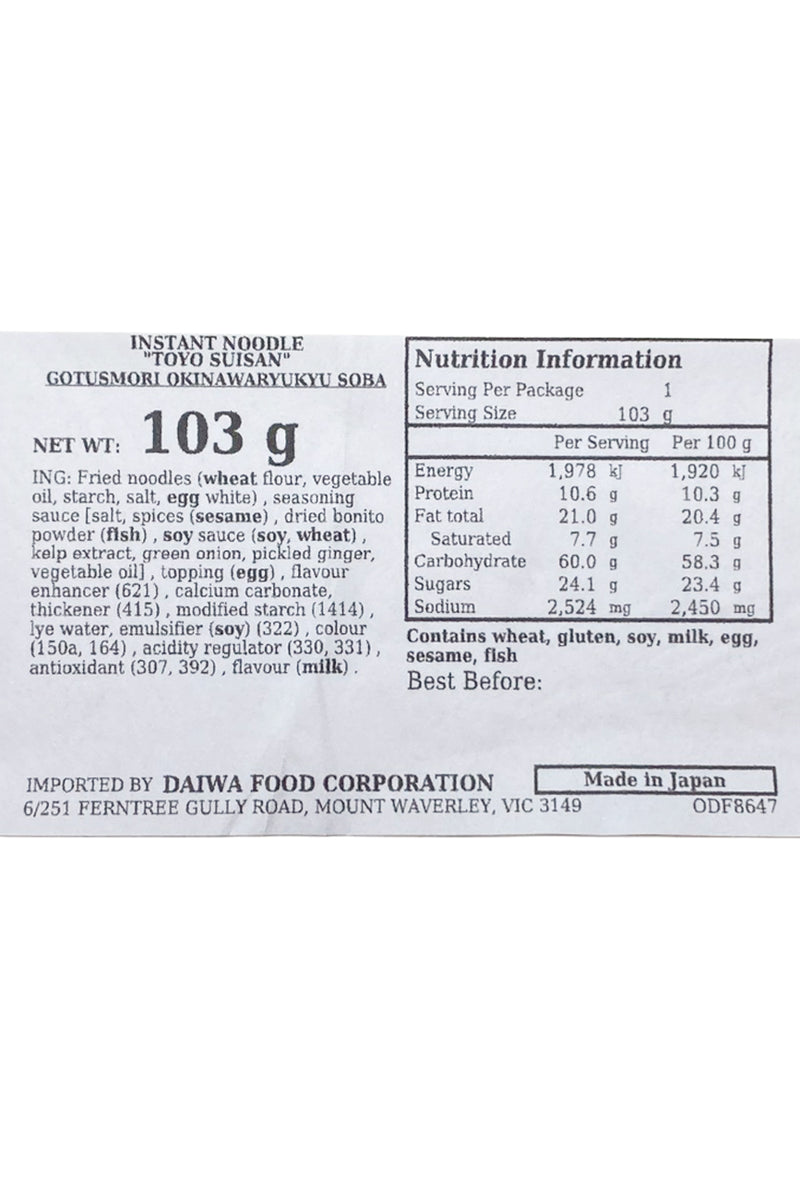 INSTANT NOODLE
"TOYO SUISAN"
GOTUSMORI OKINAWARYUKYU SOBA
NET WT: 103 g
ING: Fried noodles (wheat flour, vegetable
oil, starch, salt, egg white) , seasoning
sauce [salt, spices (sesame) , dried bonito
powder (fish) , soy sauce (soy, wheat) ,
kelp extract, green onion, pickled ginger,
vegetable oil] , topping (egg) , flavour
enhancer (621) , calcium carbonate,
thickener (415) , modified starch (1414) ,
lye water, emulsifier (soy) (322) , colour
(150a, 164) , acidity regulator (330, 331) ,
antioxidant (307, 392) , flavour (milk) .
Nutrition Information
Serving Per Package 1
Serving Size 103 g
Per Serving Per 100 g
Energy 1,978 kJ 1,920 kJ
Protein 10.6 g 10.3 g
Fat total 21.0 g 20.4 g
Saturated 7.7 g 7.5 g
Carbohydrate 60.0 g 58.3 g
Sugars 24.1 g 23.4 g
Sodium 2,524 mg 2,450 mg
Contains wheat, gluten, soy, milk, egg,
sesame, fish
Best Before:
IMPORTED BY DAIWA FOOD CORPORATION
6/251 FERNTREE GULLY ROAD, MOUNT WAVERLEY, VIC 3149
Made in Japan
ODF8647